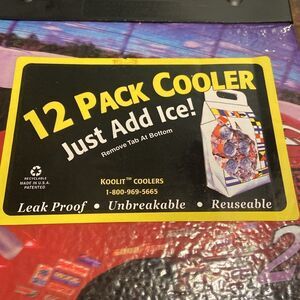 12 PACK COOLER
Just Add Ice!
Remove Tab At Bottom
KOOLIT™ COOLERS
1-800-969-5665
RECYCLABLE
MADE IN U.S.A.
PATENTED
Leak Proof • Unbreakable • Reuseable
2